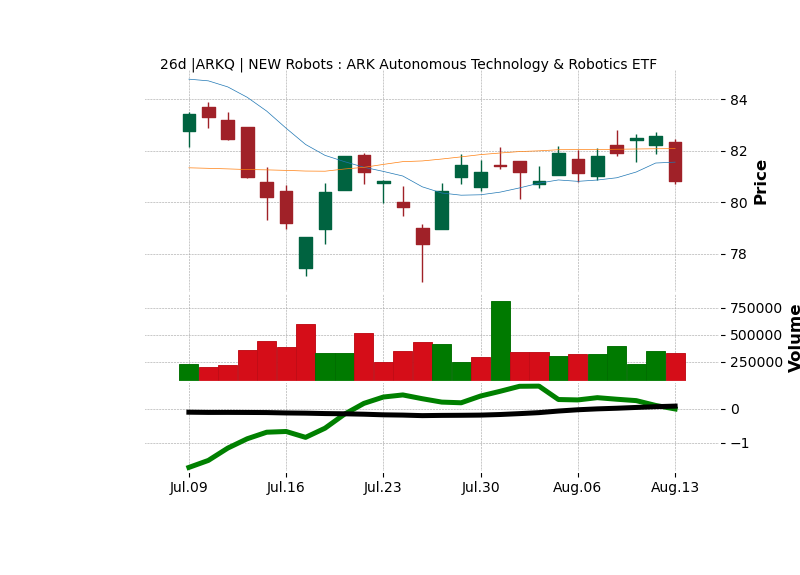 26d |ARKQ | NEW Robots : ARK Autonomous Technology & Robotics ETF
84
82
80
78
Price
750000
500000
250000
Volume
0
−1
Jul.09 Jul.16 Jul.23 Jul.30 Aug.06 Aug.13